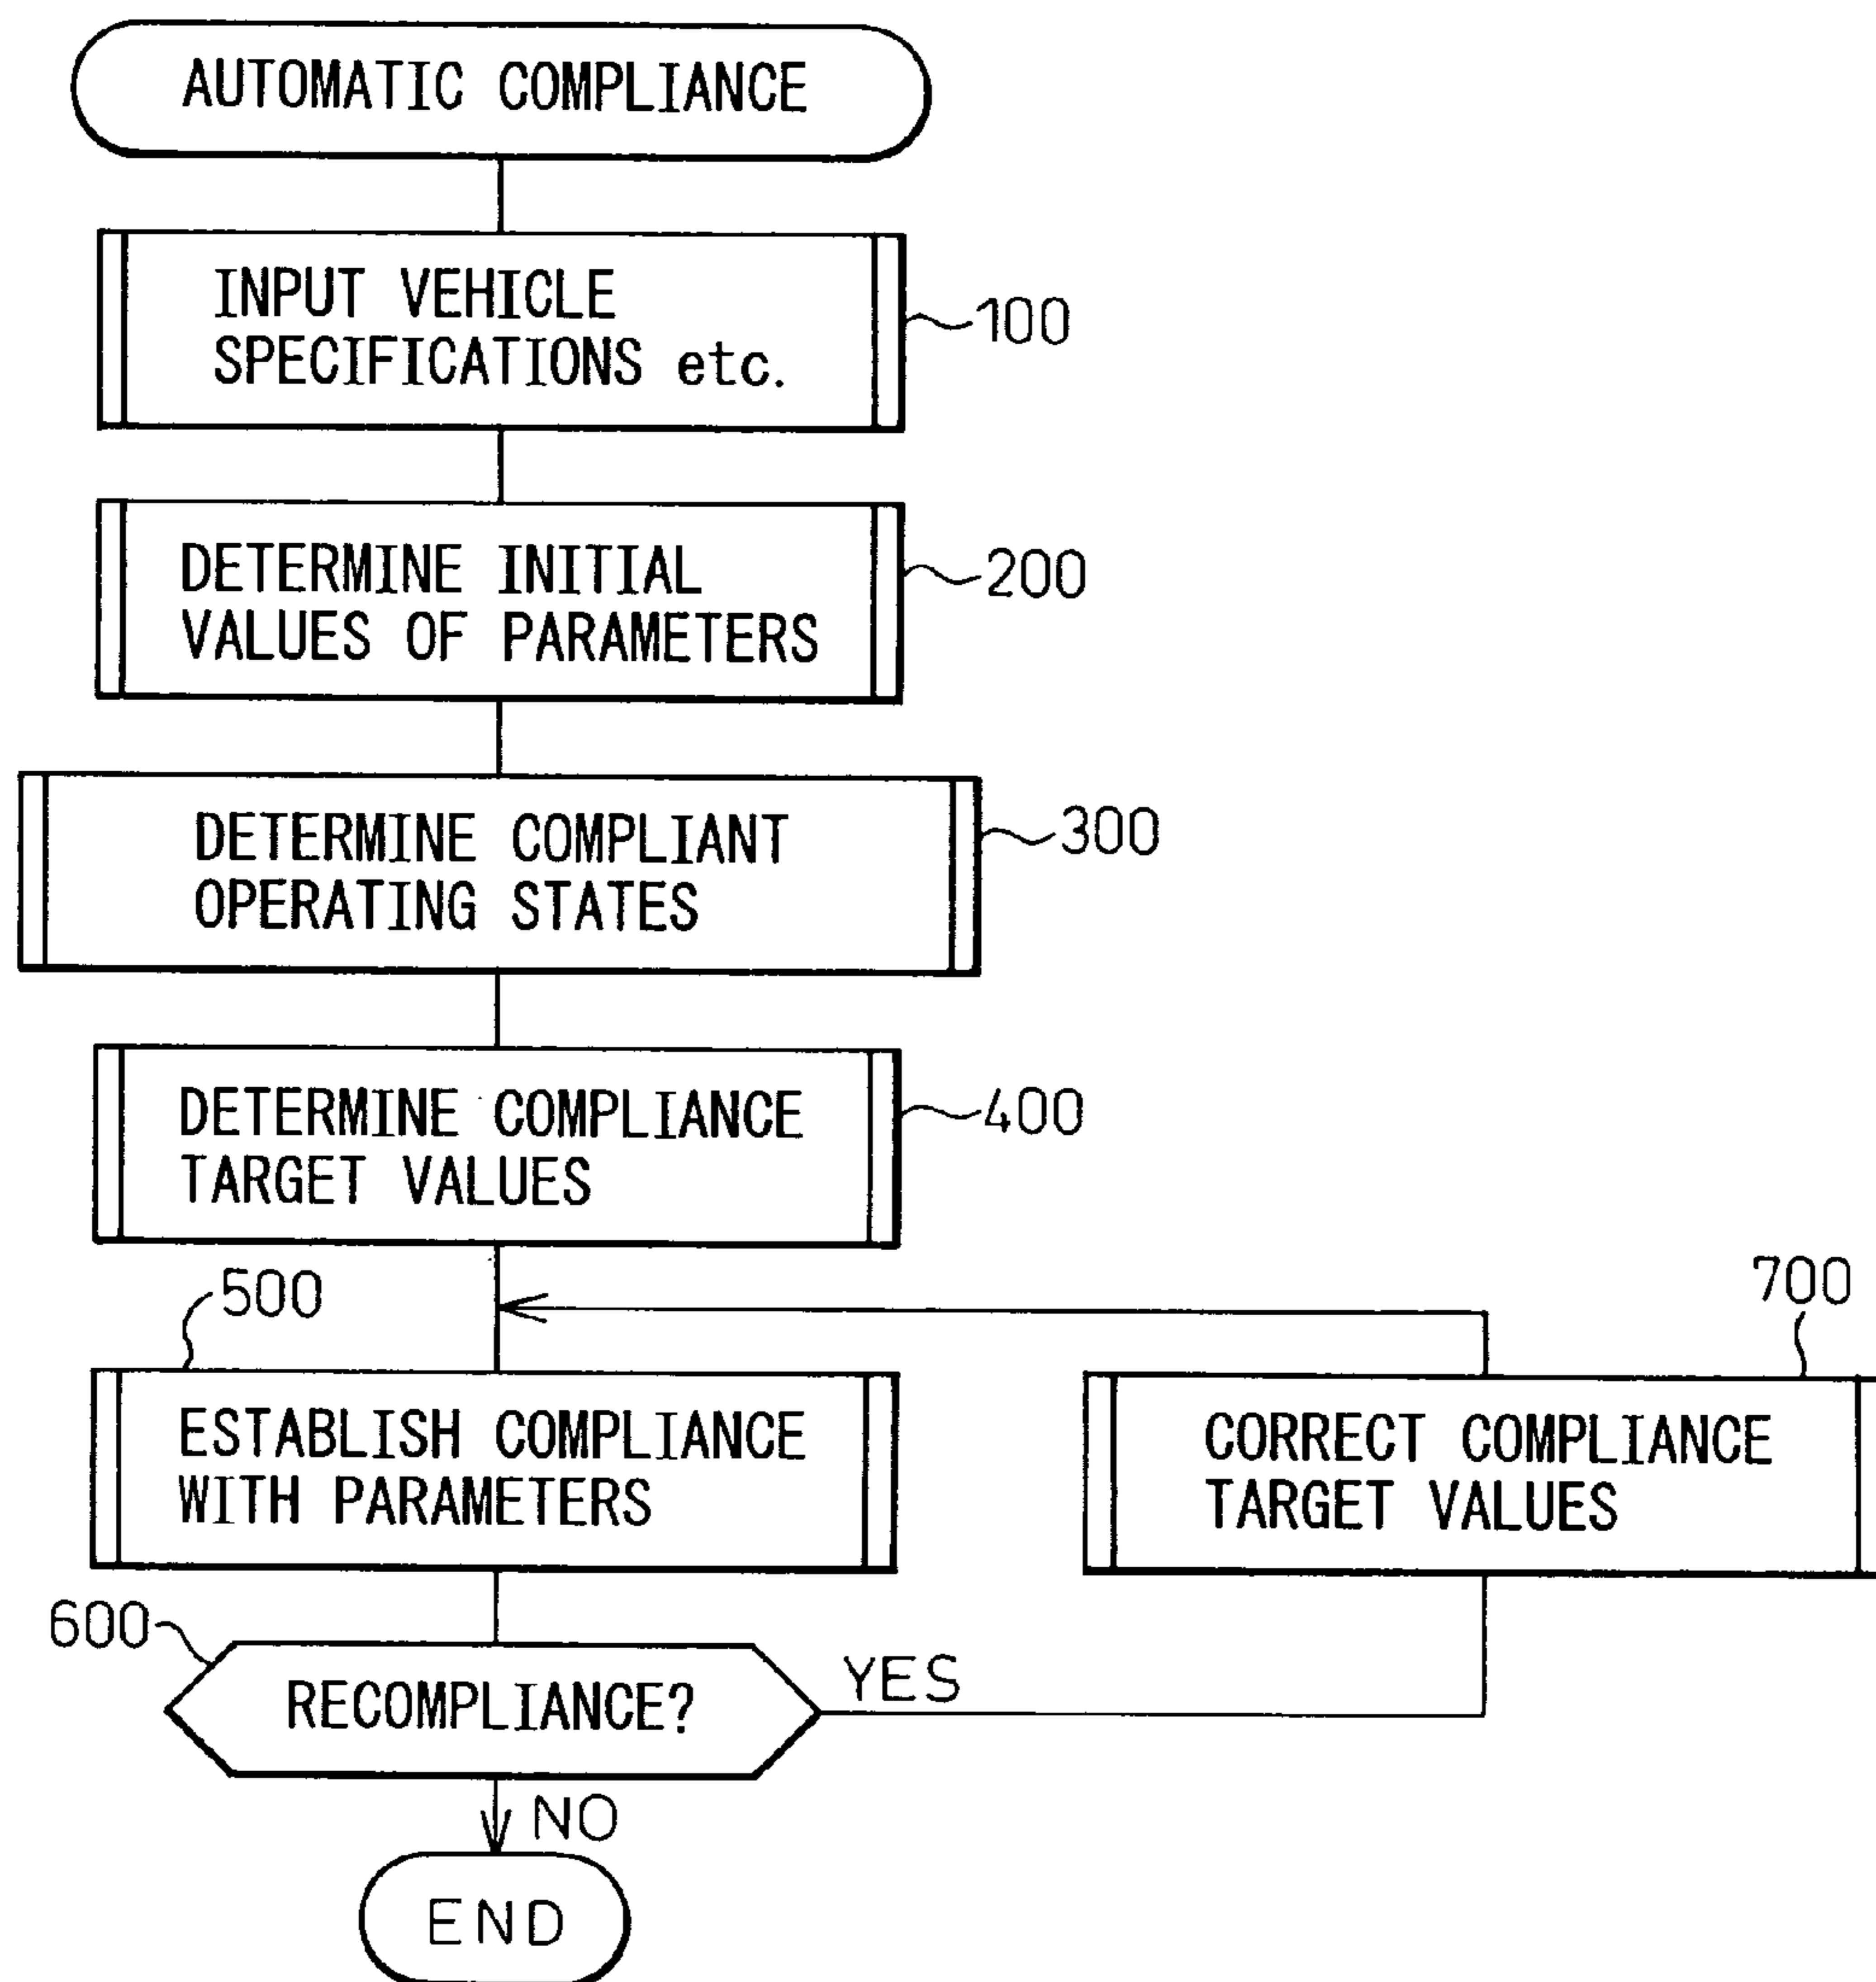 AUTOMATIC COMPLIANCE
INPUT VEHICLE
SPECIFICATIONS etc.
100
DETERMINE INITIAL
VALUES OF PARAMETERS
200
DETERMINE COMPLIANT
OPERATING STATES
300
DETERMINE COMPLIANCE
TARGET VALUES
400
500
700
ESTABLISH COMPLIANCE
WITH PARAMETERS
CORRECT COMPLIANCE
TARGET VALUES
600
RECOMPLIANCE?
YES
NO
END